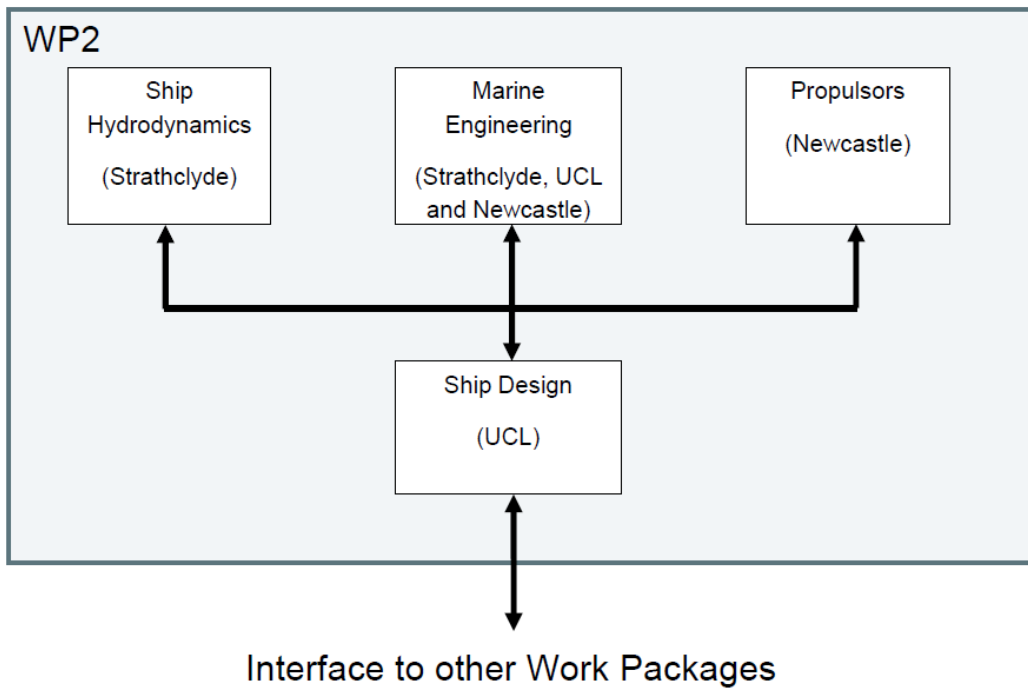 WP2
Ship
Hydrodynamics
(Strathclyde)
Marine
Engineering
(Strathclyde, UCL
and Newcastle)
Propulsors
(Newcastle)
Ship Design
(UCL)
Interface to other Work Packages